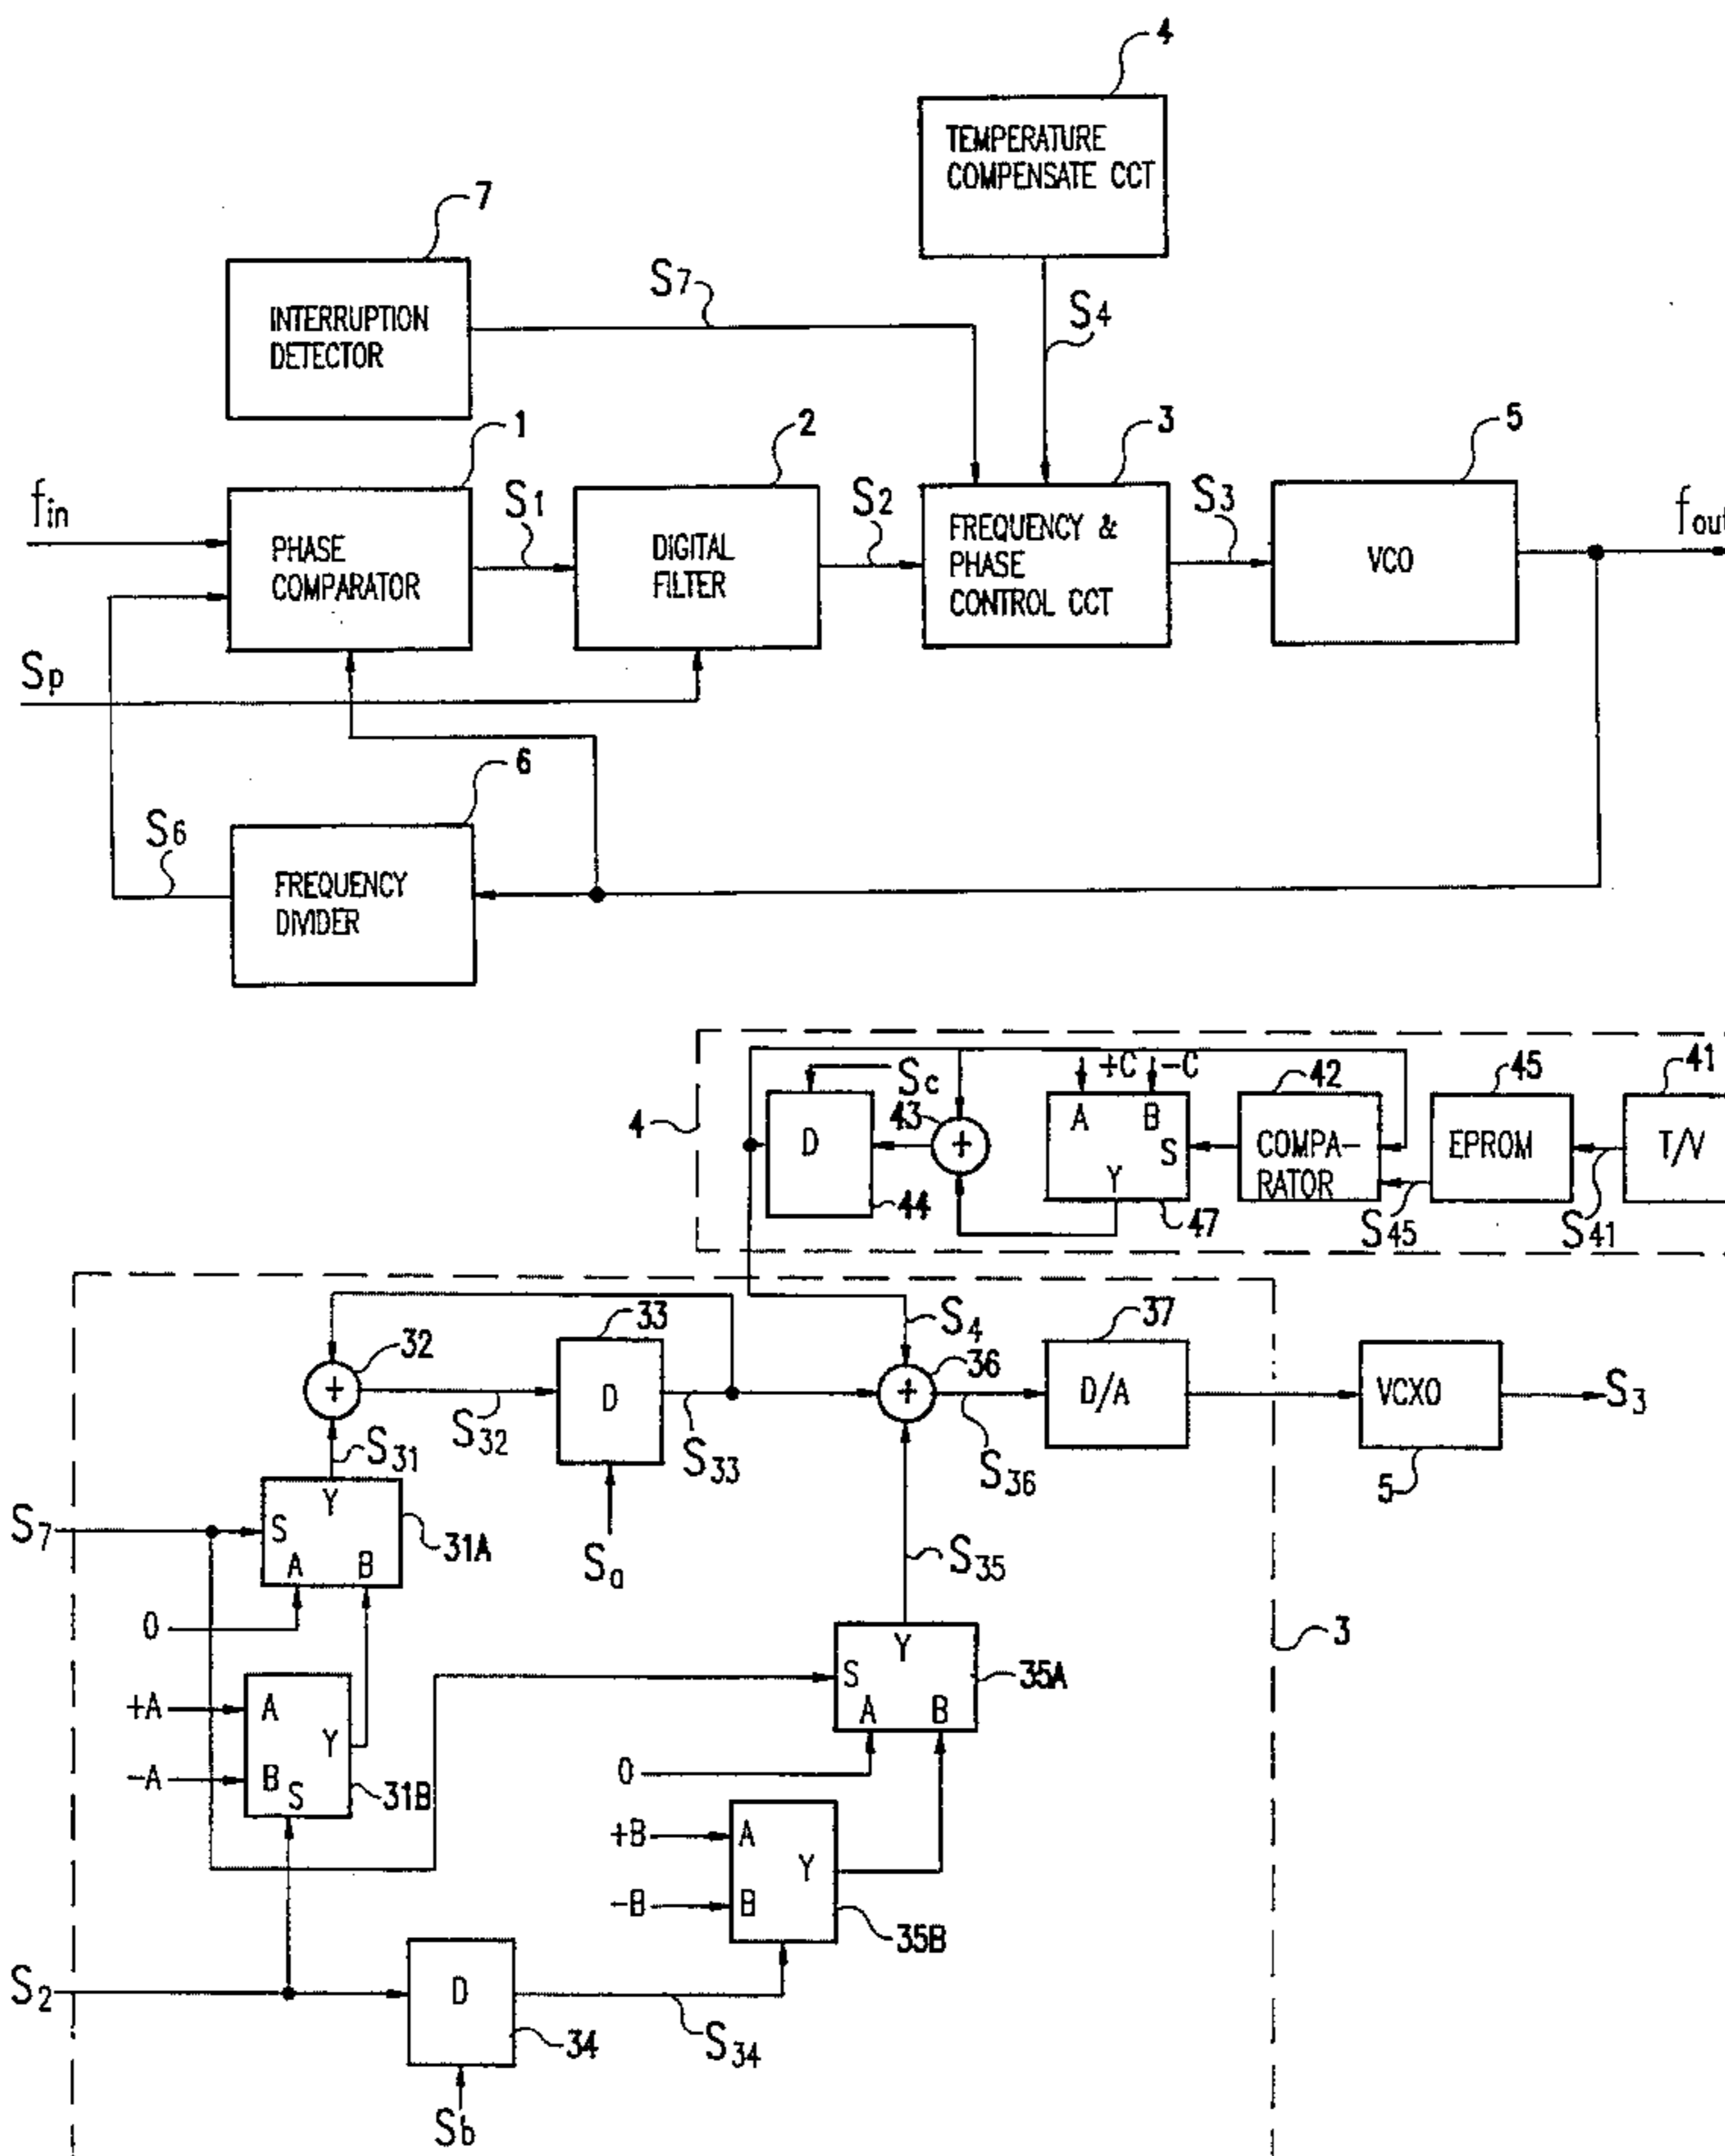 4
TEMPERATURE
COMPENSATE CCT
7
INTERRUPTION
DETECTOR
S7
S4
1
2
3
5
fin
PHASE
COMPARATOR
S1
DIGITAL
FILTER
S2
FREQUENCY &
PHASE
CONTROL CCT
S3
VCO
fout
Sp
6
S6
FREQUENCY
DIVIDER
4
Sc
+C
-C
42
45
41
D
43
+
A B
S
Y
COMPA-
RATOR
EPROM
T/V
44
47
S45
S41
32
+
33
D
S32
S33
S4
36
+
S36
37
D/A
VCXO
5
S3
S31
S7
Y
S
A B
31A
Sa
S35
0
3
Y
S
A B
35A
+A
-A
A
B
Y
S
31B
0
+B
-B
A
B
Y
35B
S2
D
34
S34
Sb